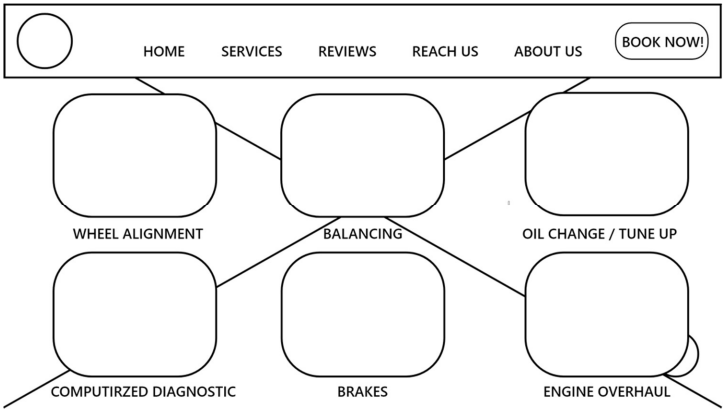 HOME SERVICES REVIEWS REACH US ABOUT US BOOK NOW!
WHEEL ALIGNMENT BALANCING OIL CHANGE / TUNE UP
COMPUTIRZED DIAGNOSTIC BRAKES ENGINE OVERHAUL